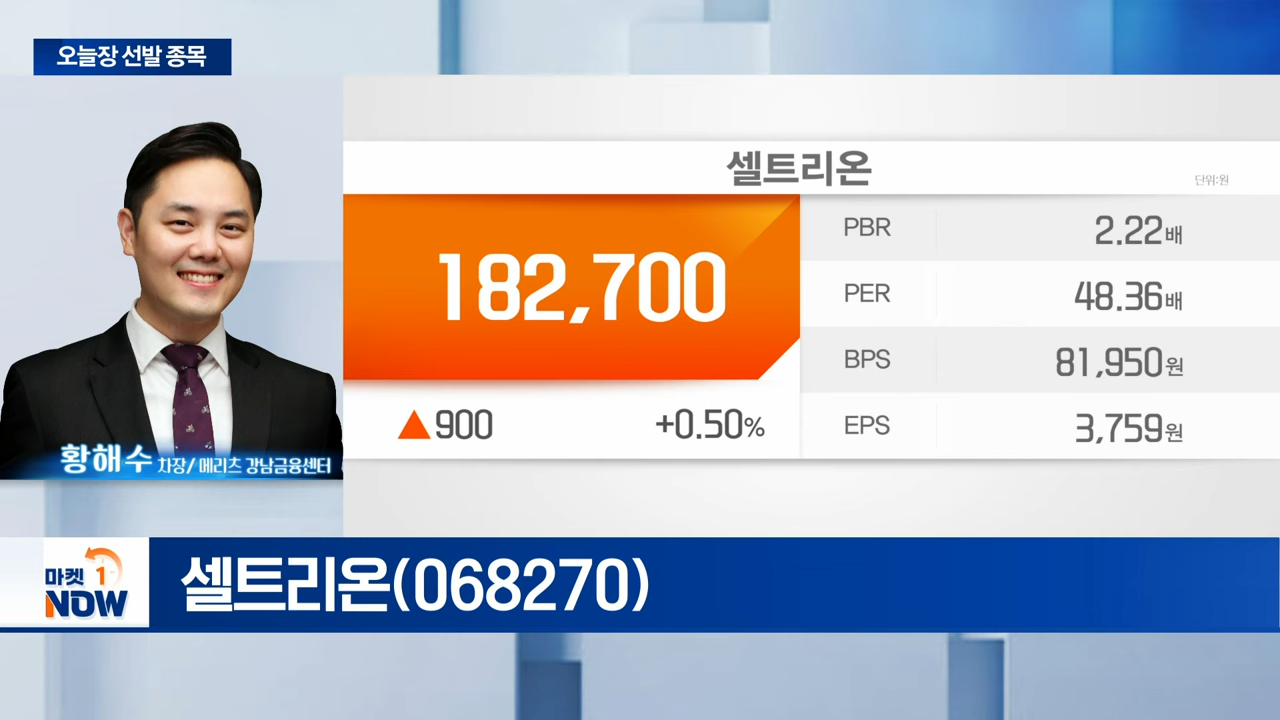 오늘장 선발 종목
셀트리온
단위:원
182,700
▲900 +0.50%
PBR 2.22배
PER 48.36배
BPS 81,950원
EPS 3,759원
황해수 차장/ 메리츠 강남금융센터
마켓 1
NOW
셀트리온(068270)